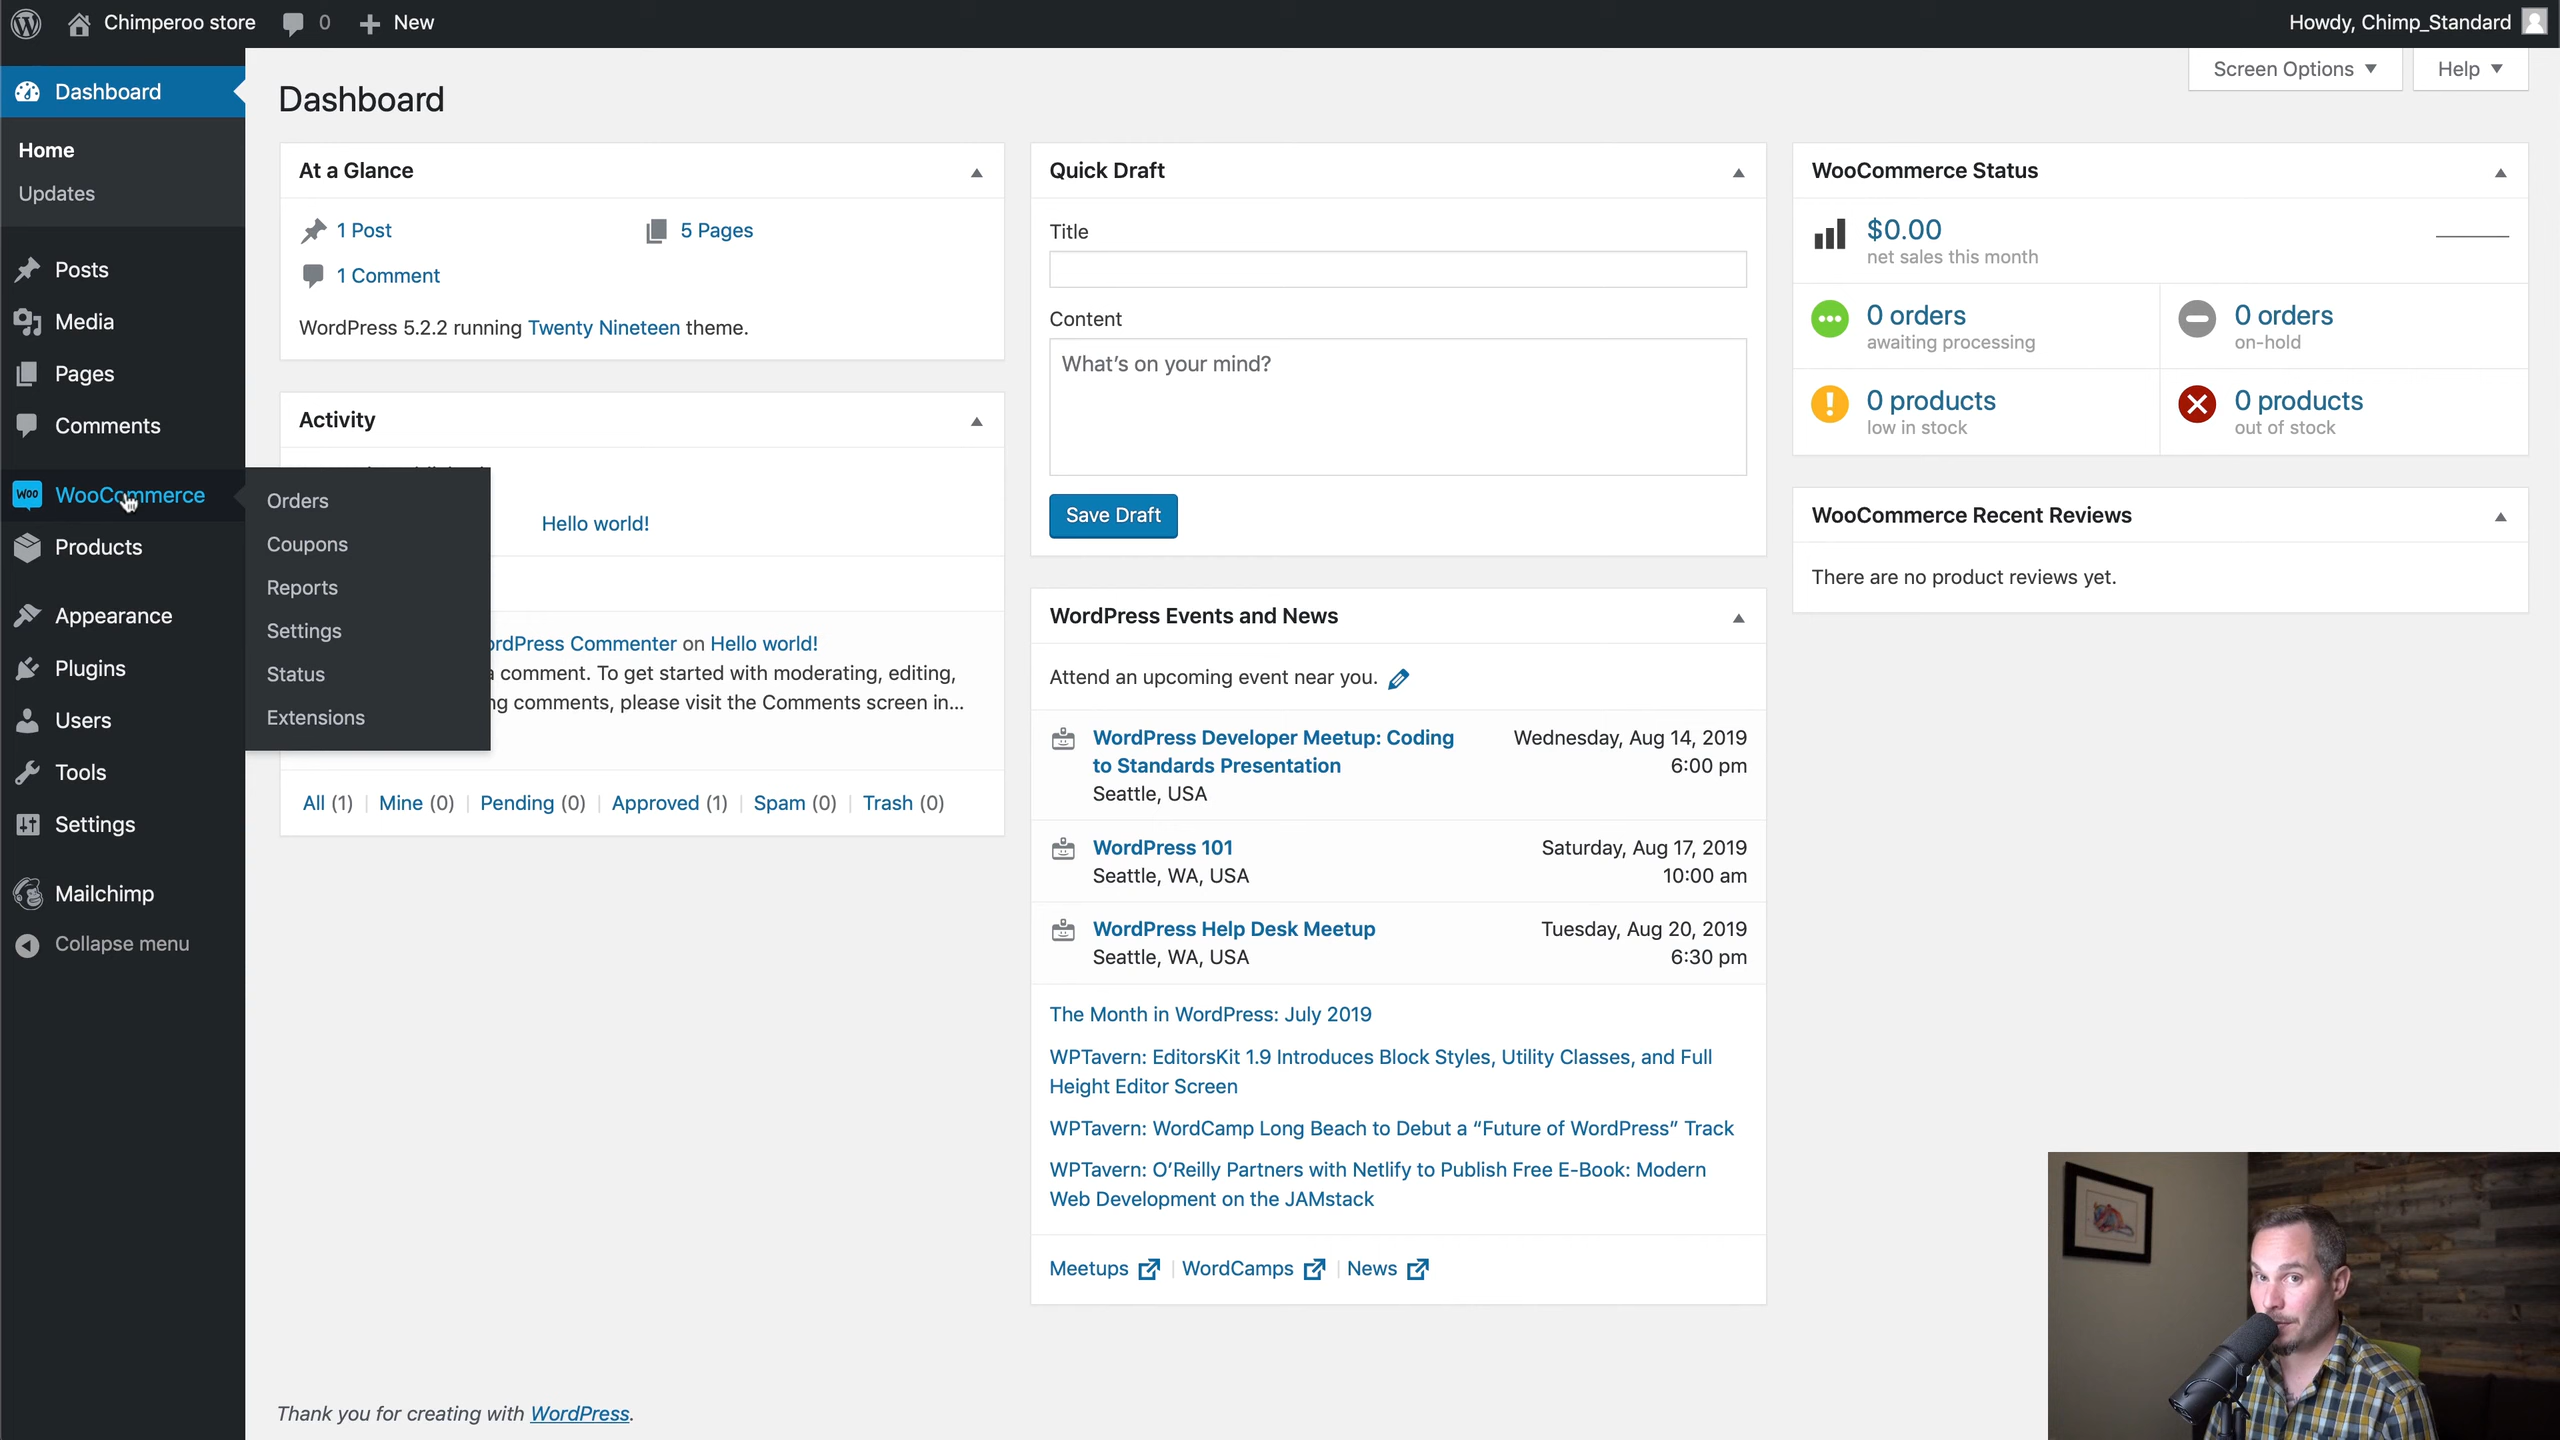 Chimperoo store
0
New
Howdy, Chimp_Standard
Screen Options
Help
Dashboard
Home
Updates
Posts
Media
Pages
Comments
WooCommerce
Products
Appearance
Plugins
Users
Tools
Settings
Mailchimp
Collapse menu
Orders
Coupons
Reports
Settings
Status
Extensions
Dashboard
At a Glance
1 Post
5 Pages
1 Comment
WordPress 5.2.2 running Twenty Nineteen theme.
Activity
Hello world!
WordPress Commenter on Hello world!
a comment. To get started with moderating, editing,
comments, please visit the Comments screen in...
All (1) | Mine (0) | Pending (0) | Approved (1) | Spam (0) | Trash (0)
Quick Draft
Title
Content
What's on your mind?
Save Draft
WordPress Events and News
Attend an upcoming event near you.
WordPress Developer Meetup: Coding
to Standards Presentation
Seattle, USA
Wednesday, Aug 14, 2019
6:00 pm
WordPress 101
Seattle, WA, USA
Saturday, Aug 17, 2019
10:00 am
WordPress Help Desk Meetup
Seattle, WA, USA
Tuesday, Aug 20, 2019
6:30 pm
The Month in WordPress: July 2019
WPTavern: EditorsKit 1.9 Introduces Block Styles, Utility Classes, and Full
Height Editor Screen
WPTavern: WordCamp Long Beach to Debut a “Future of WordPress” Track
WPTavern: O’Reilly Partners with Netlify to Publish Free E-Book: Modern
Web Development on the JAMstack
Meetups | WordCamps | News
WooCommerce Status
$0.00
net sales this month
0 orders
awaiting processing
0 orders
on-hold
0 products
low in stock
0 products
out of stock
WooCommerce Recent Reviews
There are no product reviews yet.
Thank you for creating with WordPress.